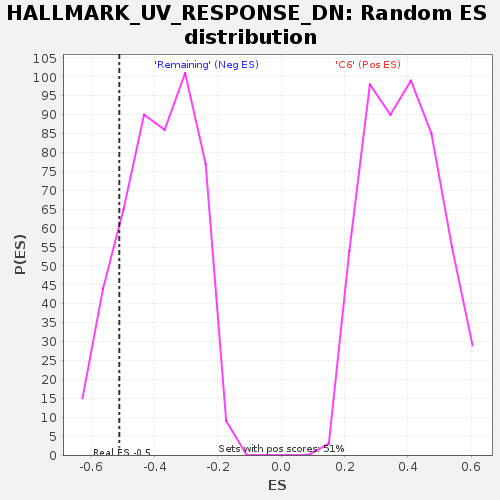 HALLMARK_UV_RESPONSE_DN: Random ES
distribution
'Remaining' (Neg ES)
'C6' (Pos ES)
105
100
95
90
85
80
75
70
65
60
55
50
45
40
35
30
25
20
15
10
5
0
P(ES)
Real ES -0.5
Sets with pos scores: 51%
-0.6 -0.4 -0.2 0.0 0.2 0.4 0.6
ES